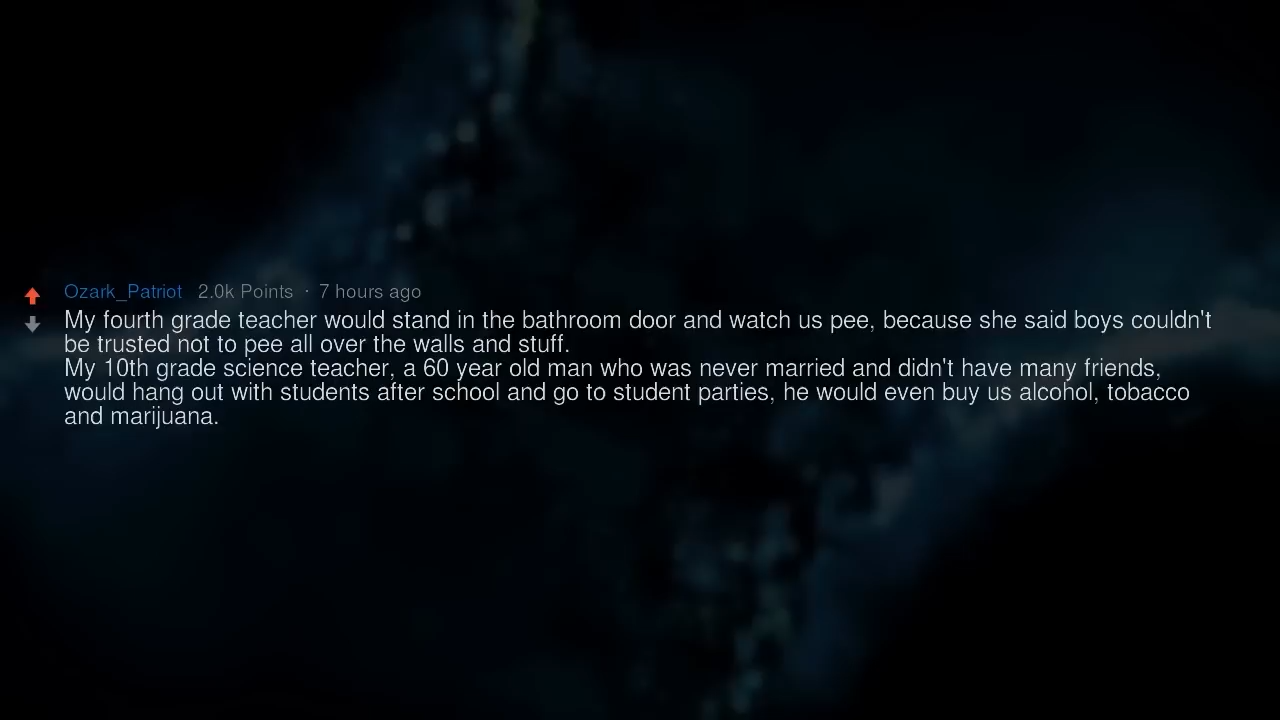 Ozark_Patriot 2.0k Points · 7 hours ago
My fourth grade teacher would stand in the bathroom door and watch us pee, because she said boys couldn't
be trusted not to pee all over the walls and stuff.
My 10th grade science teacher, a 60 year old man who was never married and didn't have many friends,
would hang out with students after school and go to student parties, he would even buy us alcohol, tobacco
and marijuana.